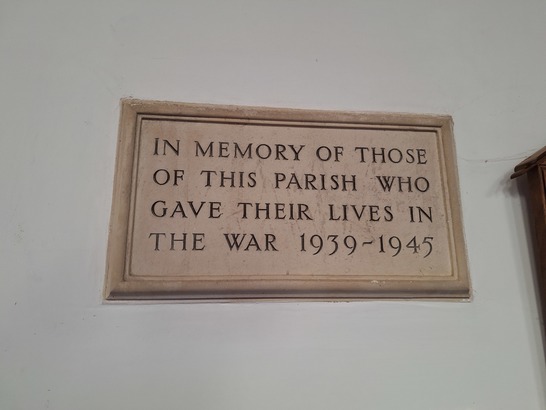 IN MEMORY OF THOSE
OF THIS PARISH WHO
GAVE THEIR LIVES IN
THE WAR 1939-1945